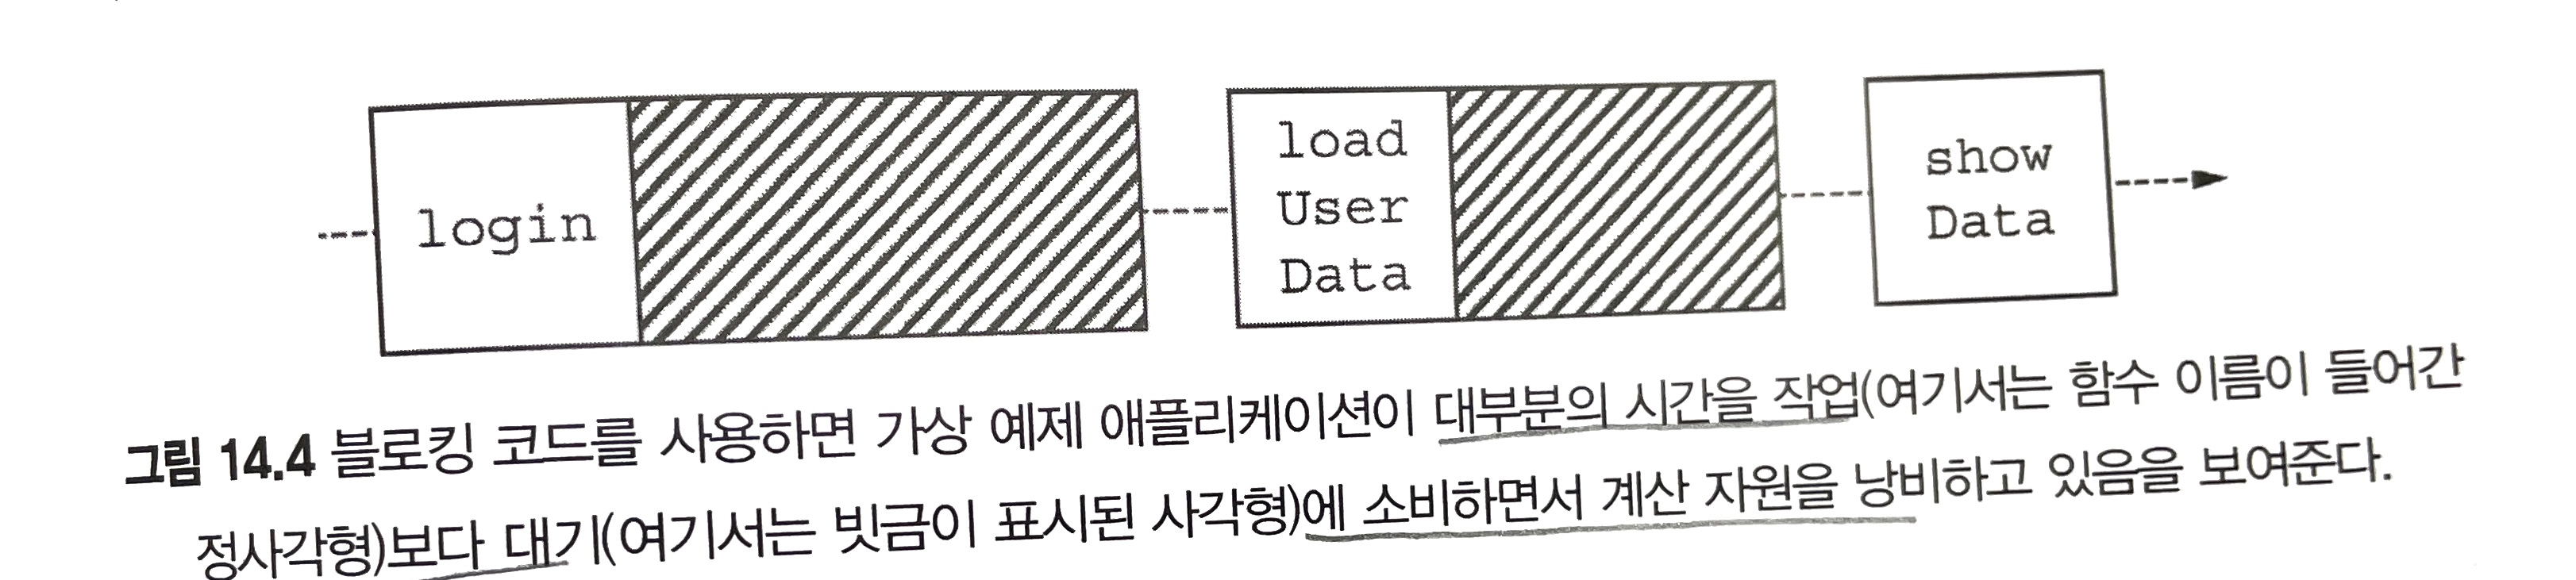 login
load
User
Data
show
Data
그림 14.4 블로킹 코드를 사용하면 가상 예제 애플리케이션이 대부분의 시간을 작업(여기서는 함수 이름이 들어간
정사각형)보다 대기(여기서는 빗금이 표시된 사각형)에 소비하면서 계산 자원을 낭비하고 있음을 보여준다.